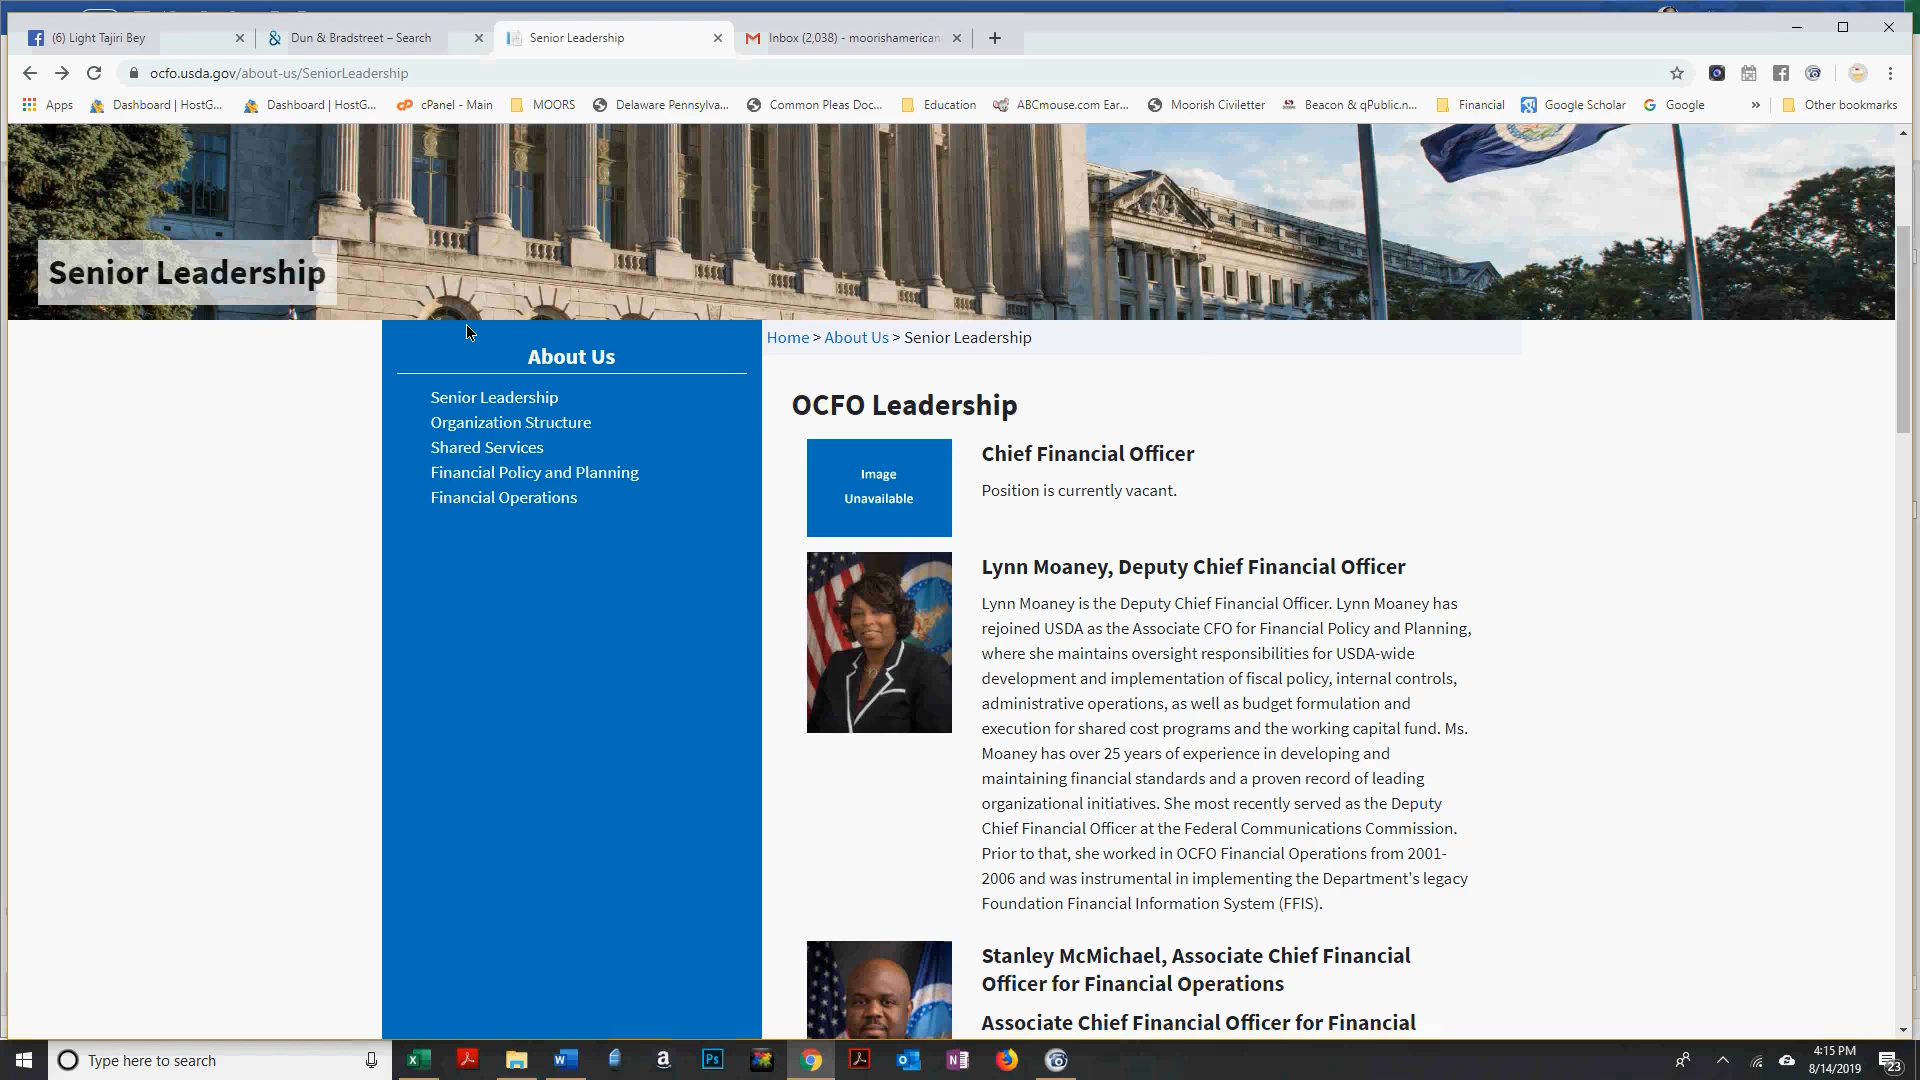 (6) Light Tajiri Bey
Dun & Bradstreet – Search
Senior Leadership
Inbox (2,038) - moorishamerican
ocfo.usda.gov/about-us/SeniorLeadership
Apps
Dashboard | HostG...
Dashboard | HostG...
cPanel - Main
MOORS
Delaware Pennsylva...
Common Pleas Doc...
Education
ABCmouse.com Ear...
Moorish Civiletter
Beacon & qPublic.n...
Financial
Google Scholar
Google
»
Other bookmarks
Senior Leadership
About Us
Senior Leadership
Organization Structure
Shared Services
Financial Policy and Planning
Financial Operations
Home > About Us > Senior Leadership
OCFO Leadership
Image
Unavailable
Chief Financial Officer
Position is currently vacant.
Lynn Moaney, Deputy Chief Financial Officer
Lynn Moaney is the Deputy Chief Financial Officer. Lynn Moaney has
rejoined USDA as the Associate CFO for Financial Policy and Planning,
where she maintains oversight responsibilities for USDA-wide
development and implementation of fiscal policy, internal controls,
administrative operations, as well as budget formulation and
execution for shared cost programs and the working capital fund. Ms.
Moaney has over 25 years of experience in developing and
maintaining financial standards and a proven record of leading
organizational initiatives. She most recently served as the Deputy
Chief Financial Officer at the Federal Communications Commission.
Prior to that, she worked in OCFO Financial Operations from 2001-
2006 and was instrumental in implementing the Department's legacy
Foundation Financial Information System (FFIS).
Stanley McMichael, Associate Chief Financial
Officer for Financial Operations
Associate Chief Financial Officer for Financial
Type here to search
4:15 PM
8/14/2019
23